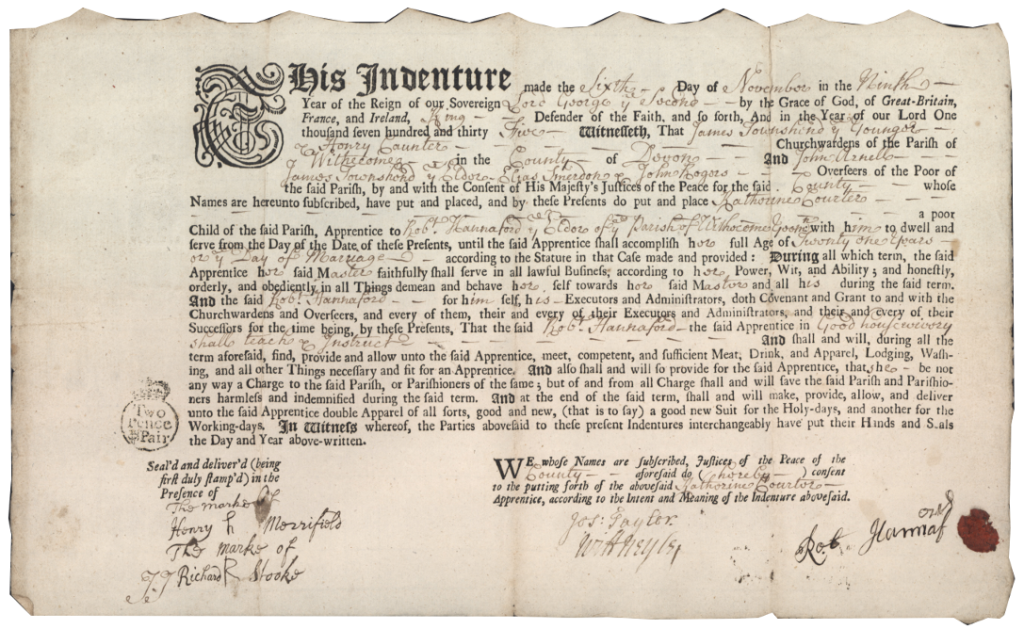 This Indenture made the Sixth Day of November in the Ninth
Year of the Reign of our Sovereign Lord George ye Second by the Grace of God, of Great-Britain,
France, and Ireland, King Defender of the Faith, and so forth, And in the Year of our Lord One
thousand seven hundred and thirty Five Witnesseth, That James Townshend ye Younger
& Henry Caunter Churchwardens of the Parish of
Withecombe in the County of Devon And John Arnell
James Townshend ye Elder Elias Smerdon & John Rogers Overseers of the Poor of
the said Parish, by and with the Consent of His Majesty's Justices of the Peace for the said County whose
Names are hereunto subscribed, have put and placed, and by these Presents do put and place Katherine Courter
a poor
Child of the said Parish, Apprentice to Robt Hannaford ye Elder of ye Parish of with him to dwell and
serve from the Day of the Date of these Presents, until the said Apprentice shall accomplish her full Age of Twenty one Years
or ye Day of Marriage according to the Statute in that Case made and provided: During all which term, the said
Apprentice her said Master faithfully shall serve in all lawful Business, according to her Power, Wit, and Ability; and honestly,
orderly, and obediently in all Things demean and behave her self towards her said Master and all his during the said term.
And the said Robt Hannaford for him self, his Executors and Administrators, doth Covenant and Grant to and with the
Churchwardens and Overseers, and every of them, their and every of their Executors and Administrators, and their and every of their
Successors for the time being, by these Presents, That the said Robt Hannaford the said Apprentice in Good houswivery
shall teach & Instruct And shall and will, during all the
term aforesaid, find, provide and allow unto the said Apprentice, meet, competent, and sufficient Meat, Drink, and Apparel, Lodging, Wash-
ing, and all other Things necessary and fit for an Apprentice. And also shall and will so provide for the said Apprentice, that she be not
any way a Charge to the said Parish, or Parishioners of the same; but of and from all Charge shall and will save the said Parish and Parishio-
ners harmless and indemnified during the said term. And at the end of the said term, shall and will make, provide, allow, and deliver
unto the said Apprentice double Apparel of all sorts, good and new, (that is to say) a good new Suit for the Holy-days, and another for the
Working-days. In Witness whereof, the Parties abovesaid to these present Indentures interchangeably have put their Hands and Seals
the Day and Year above-written.
Two
Pence
Pair
Seal'd and deliver'd (being
first duly stamp'd) in the
Presence of
The marke of
Henry h Merrifield
The Marke of
Richard R Stooke
WE, whose Names are subscribed, Justices of the Peace of the
County aforesaid do (hereby) consent
to the putting forth of the abovesaid Katherine Courter
Apprentice, according to the Intent and Meaning of the Indenture abovesaid.
Jos: Tayler
Rob. Hannaford